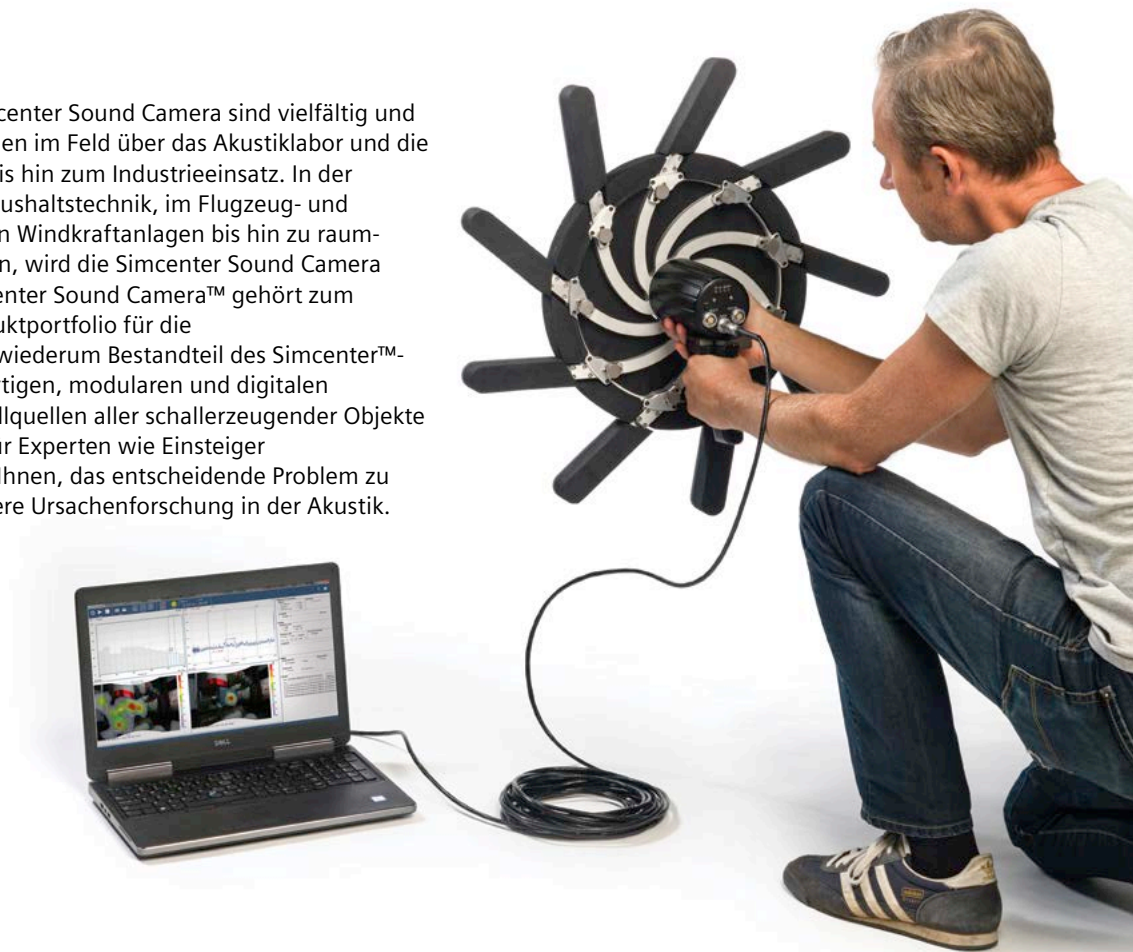 center Sound Camera sind vielfältig und
en im Feld über das Akustiklabor und die
is hin zum Industrieeinsatz. In der
ushaltstechnik, im Flugzeug- und
n Windkraftanlagen bis hin zu raum-
n, wird die Simcenter Sound Camera
enter Sound Camera™ gehört zum
uktportfolio für die
wiederum Bestandteil des Simcenter™-
rtigen, modularen und digitalen
llquellen aller schallerzeugender Objekte
ür Experten wie Einsteiger
Ihnen, das entscheidende Problem zu
ere Ursachenforschung in der Akustik.
DELL